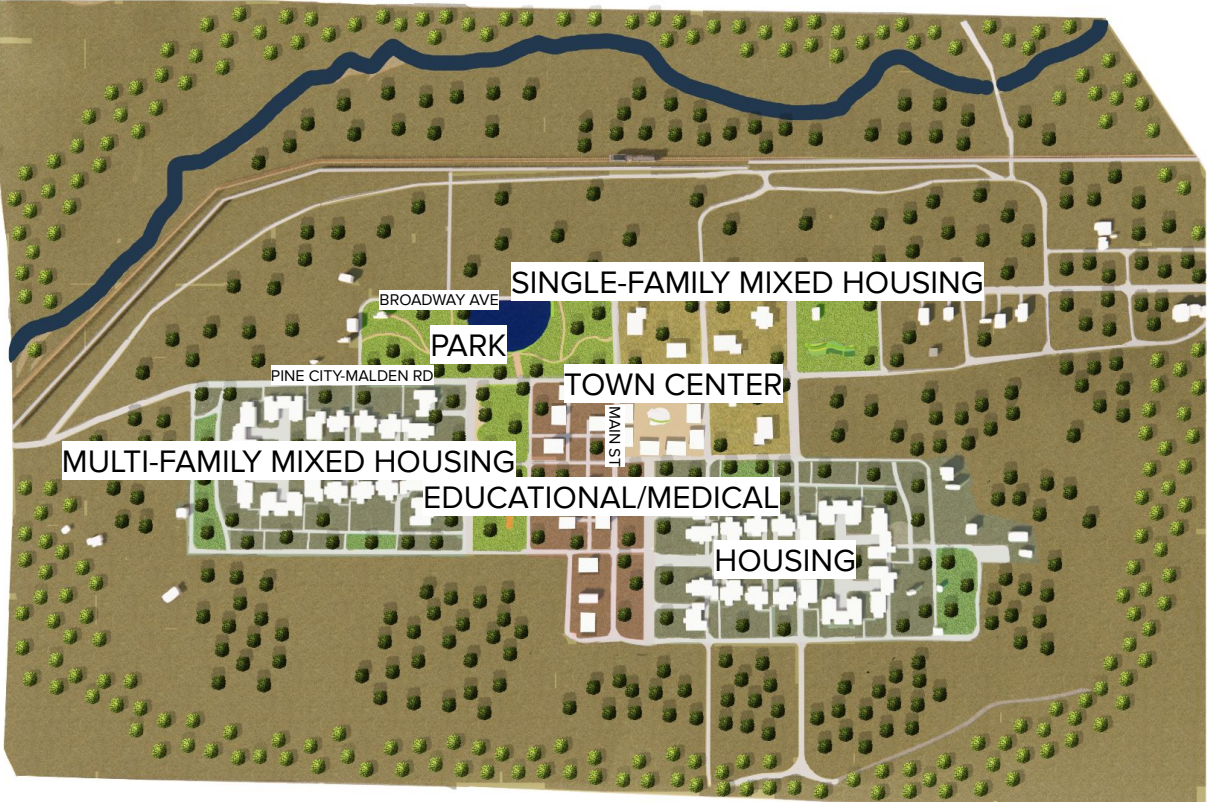 SINGLE-FAMILY MIXED HOUSING
BROADWAY AVE
PARK
PINE CITY-MALDEN RD
TOWN CENTER
MAIN ST
MULTI-FAMILY MIXED HOUSING
EDUCATIONAL/MEDICAL
HOUSING